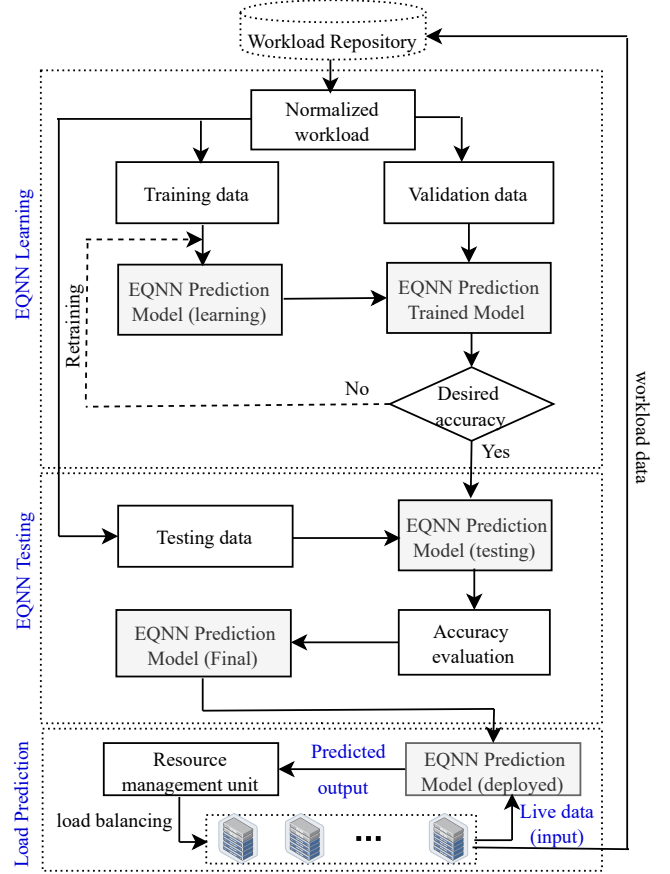 Workload Repository
Normalized
workload
Training data
Validation data
EQNN Learning
EQNN Prediction
Model (learning)
EQNN Prediction
Trained Model
Retraining
No
Desired
accuracy
Yes
workload data
EQNN Testing
Testing data
EQNN Prediction
Model (testing)
EQNN Prediction
Model (Final)
Accuracy
evaluation
Load Prediction
Resource
management unit
Predicted
output
EQNN Prediction
Model (deployed)
load balancing
Live data
(input)